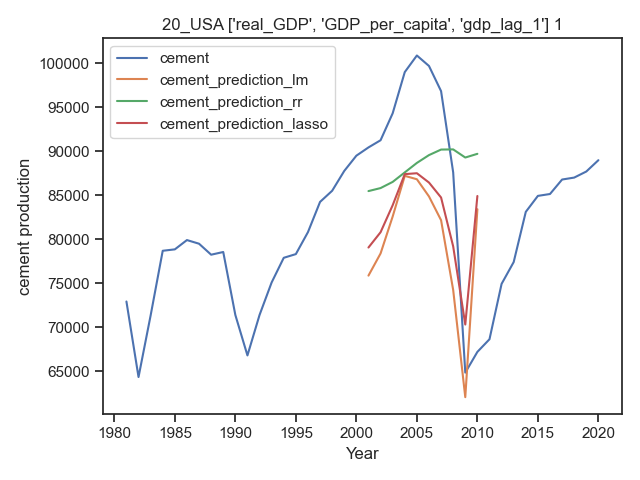 20_USA ['real_GDP', 'GDP_per_capita', 'gdp_lag_1'] 1
cement
cement_prediction_lm
cement_prediction_rr
cement_prediction_lasso
100000
95000
90000
85000
80000
75000
70000
65000
cement production
1980 1985 1990 1995 2000 2005 2010 2015 2020
Year